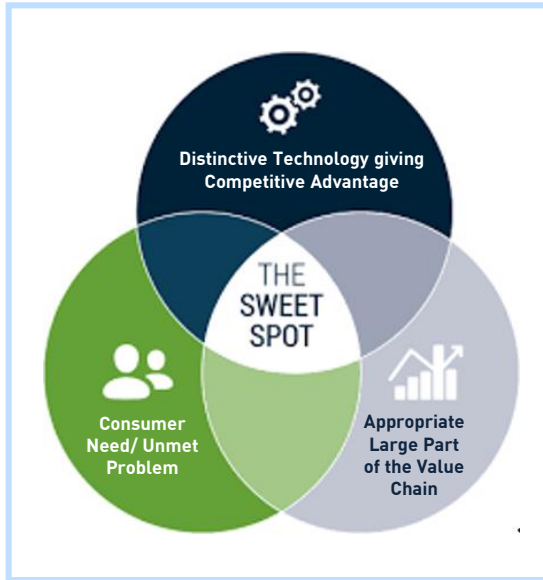 Distinctive Technology giving
Competitive Advantage
THE
SWEET
SPOT
Consumer
Need/ Unmet
Problem
Appropriate
Large Part
of the Value
Chain